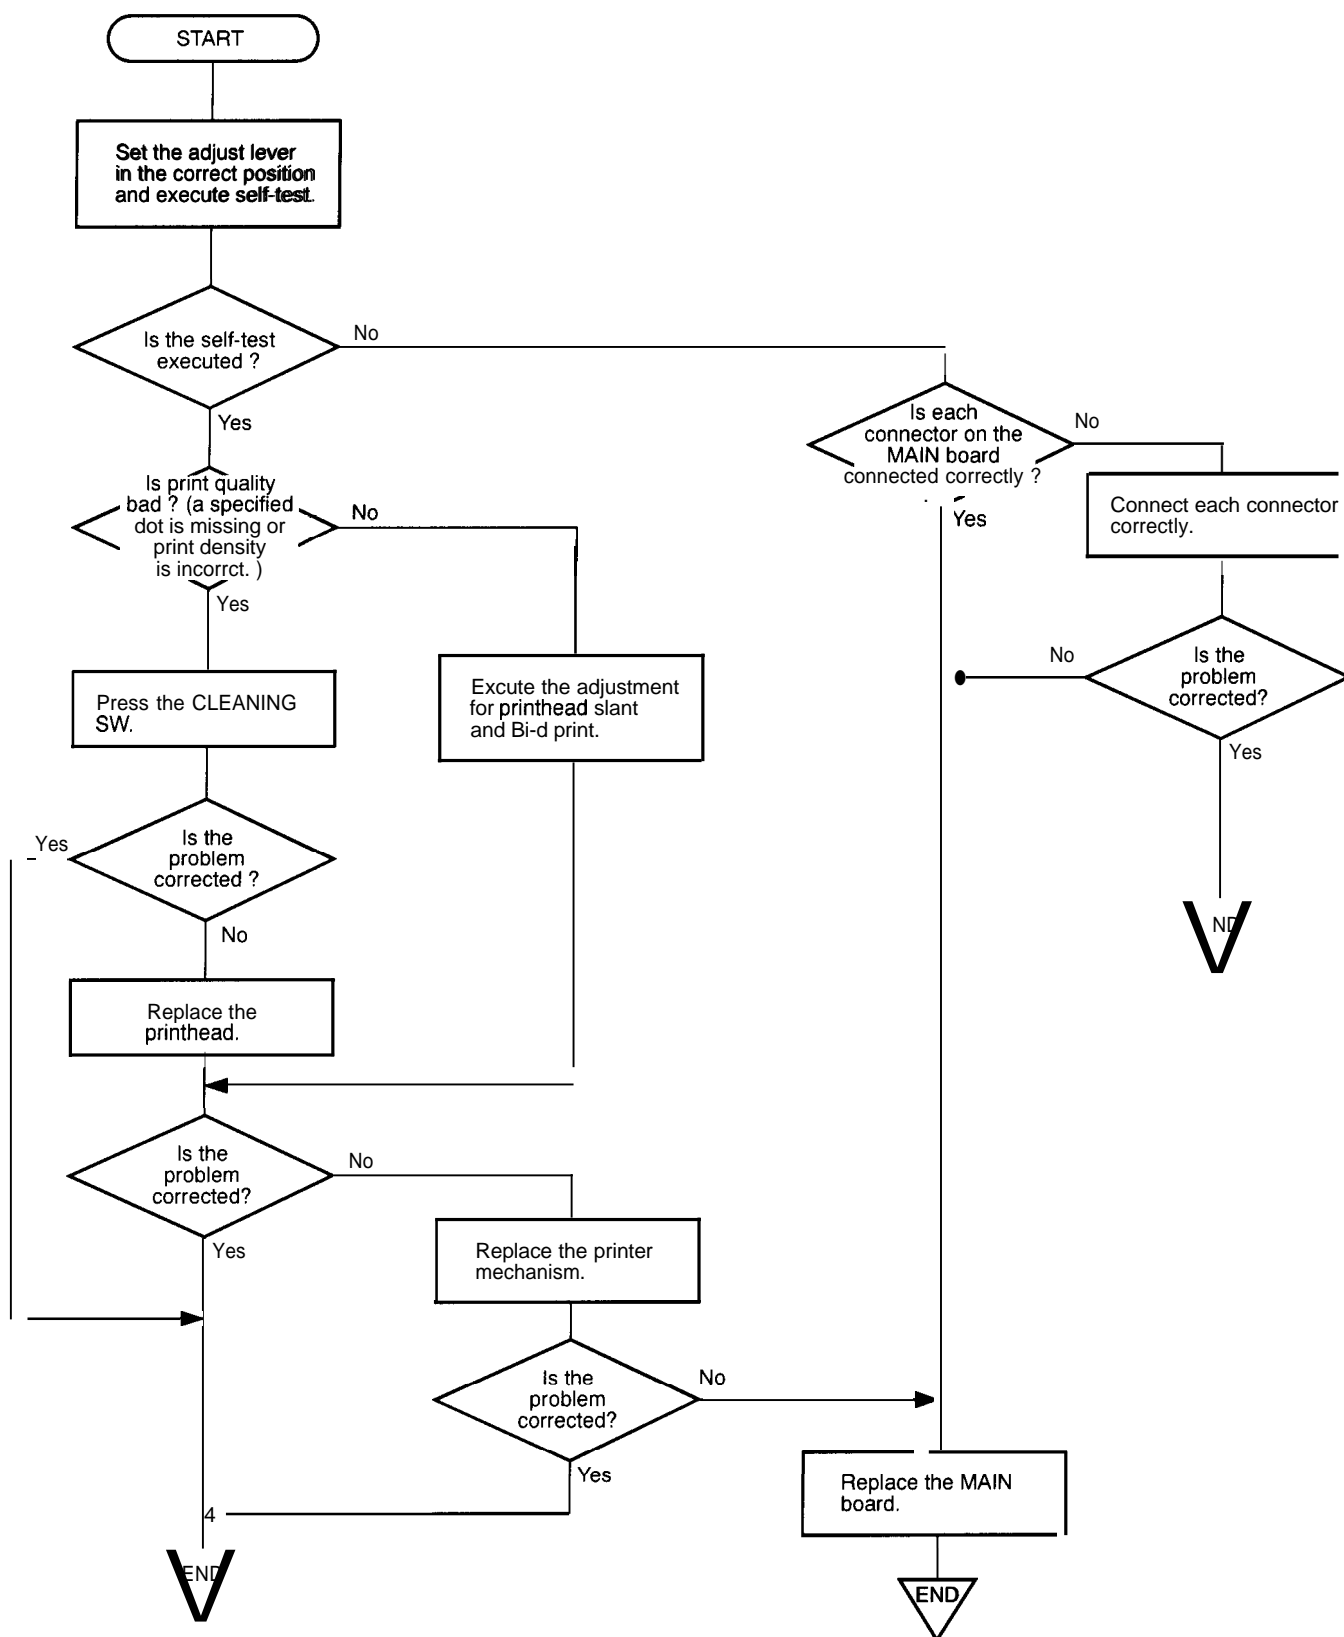 START
Set the adjust lever
in the correct position
and execute self-test.
Is the self-test
executed ?
No
Yes
Is each
connector on the
MAIN board
connected correctly ?
No
Yes
Connect each connector
correctly.
Is print quality
bad ? (a specified
dot is missing or
print density
is incorrct. )
No
Yes
Is the
problem
corrected?
No
Yes
ND
Press the CLEANING
SW.
Excute the adjustment
for printhead slant
and Bi-d print.
Is the
problem
corrected ?
Yes
No
Replace the
printhead.
Is the
problem
corrected?
No
Yes
Replace the printer
mechanism.
Is the
problem
corrected?
No
Yes
4
END
Replace the MAIN
board.
END